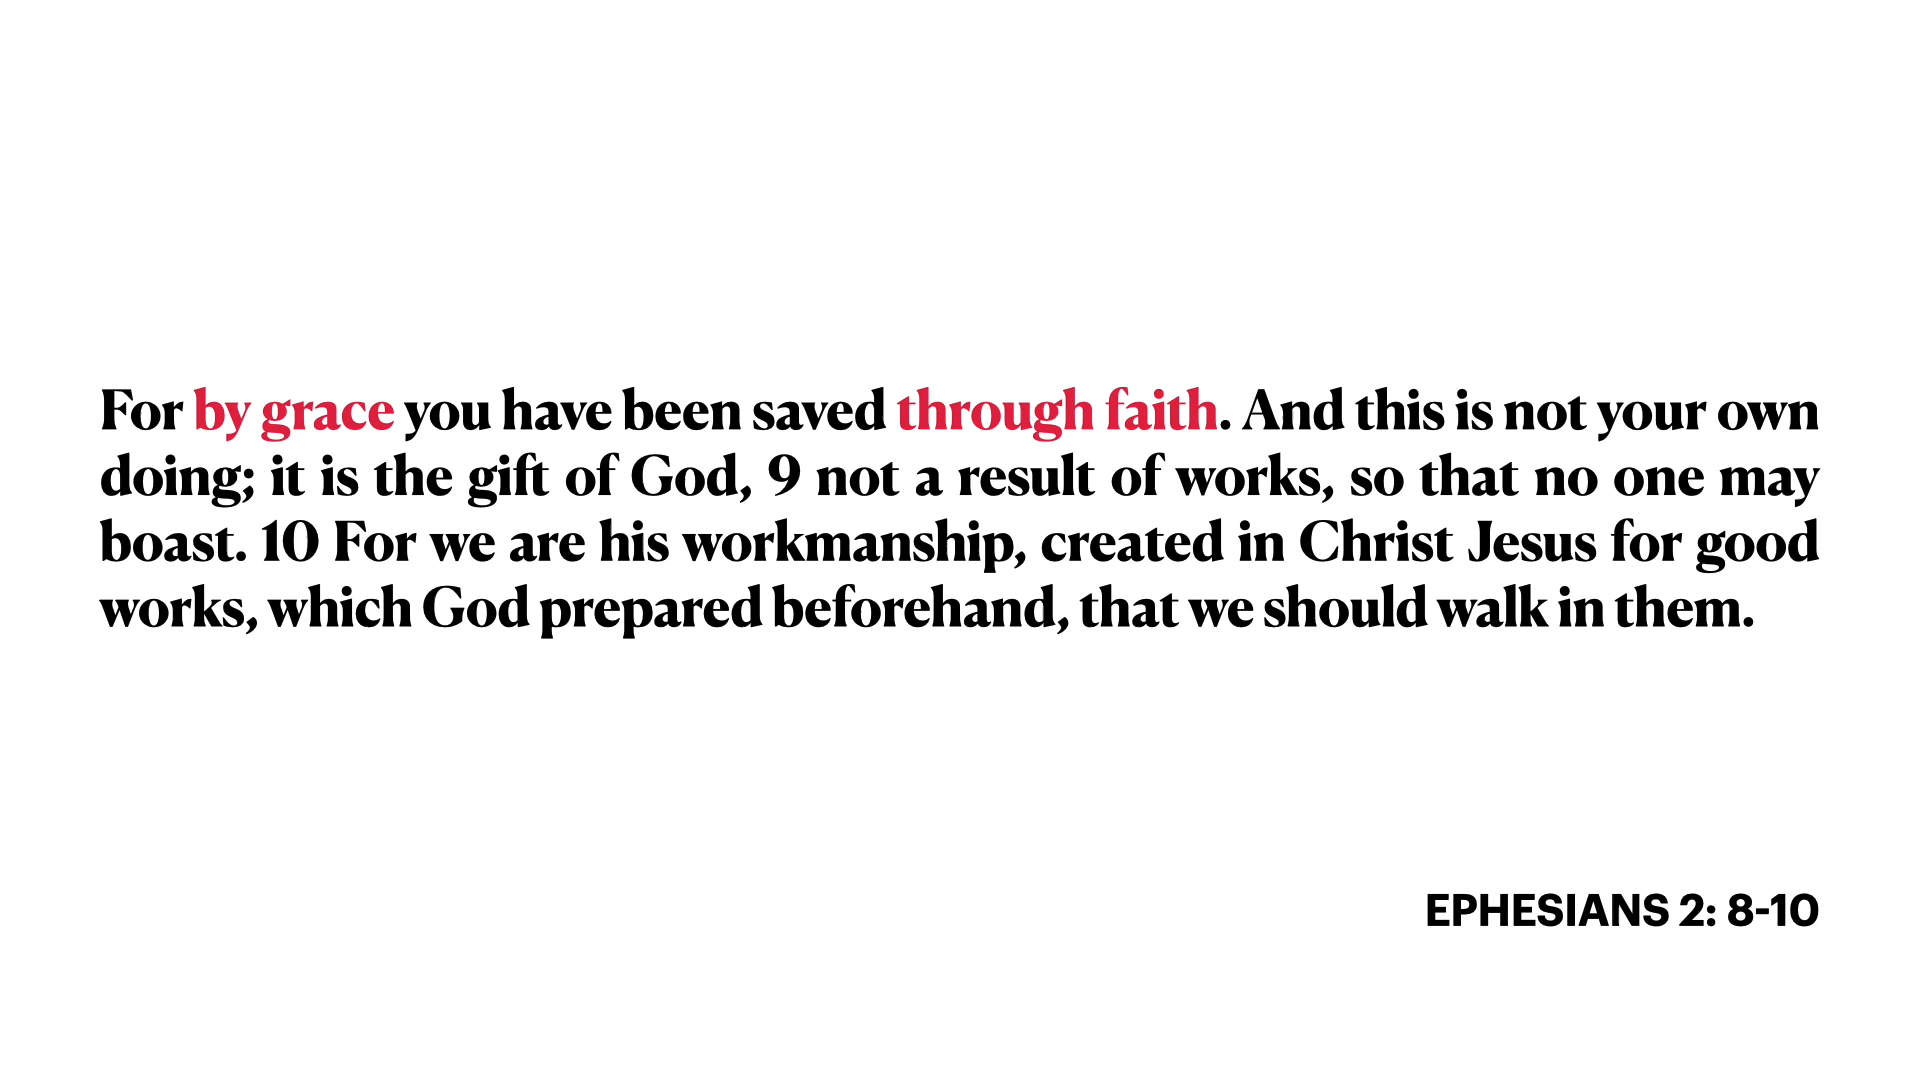 For by grace you have been saved through faith. And this is not your own
doing; it is the gift of God, 9 not a result of works, so that no one may
boast. 10 For we are his workmanship, created in Christ Jesus for good
works, which God prepared beforehand, that we should walk in them.
EPHESIANS 2: 8-10